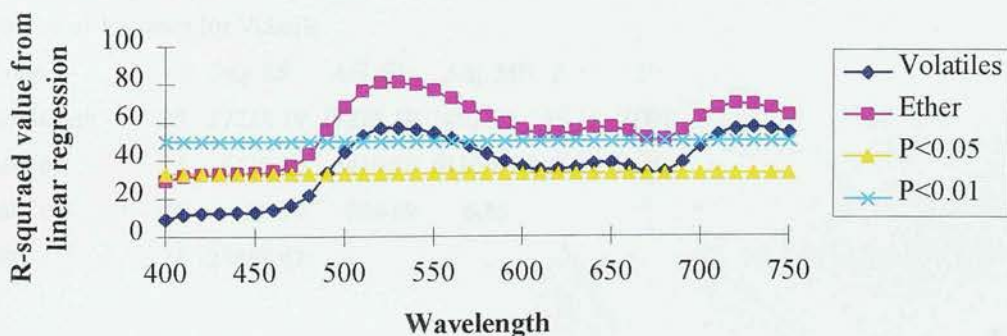 R-squraed value from
linear regression
100
80
60
40
20
0
400 450 500 550 600 650 700 750
Wavelength
Volatiles
Ether
P<0.05
P<0.01